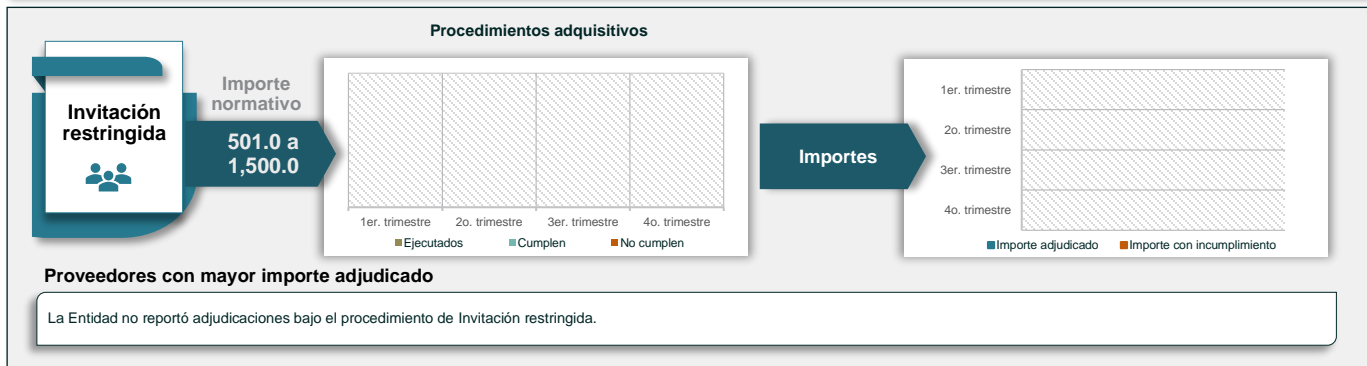 Procedimientos adquisitivos
Invitación
restringida
Importe
normativo
501.0 a
1,500.0
1er. trimestre 2o. trimestre 3er. trimestre 4o. trimestre
Ejecutados Cumplen No cumplen
Importes
1er. trimestre
2o. trimestre
3er. trimestre
4o. trimestre
Importe adjudicado Importe con incumplimiento
Proveedores con mayor importe adjudicado
La Entidad no reportó adjudicaciones bajo el procedimiento de Invitación restringida.